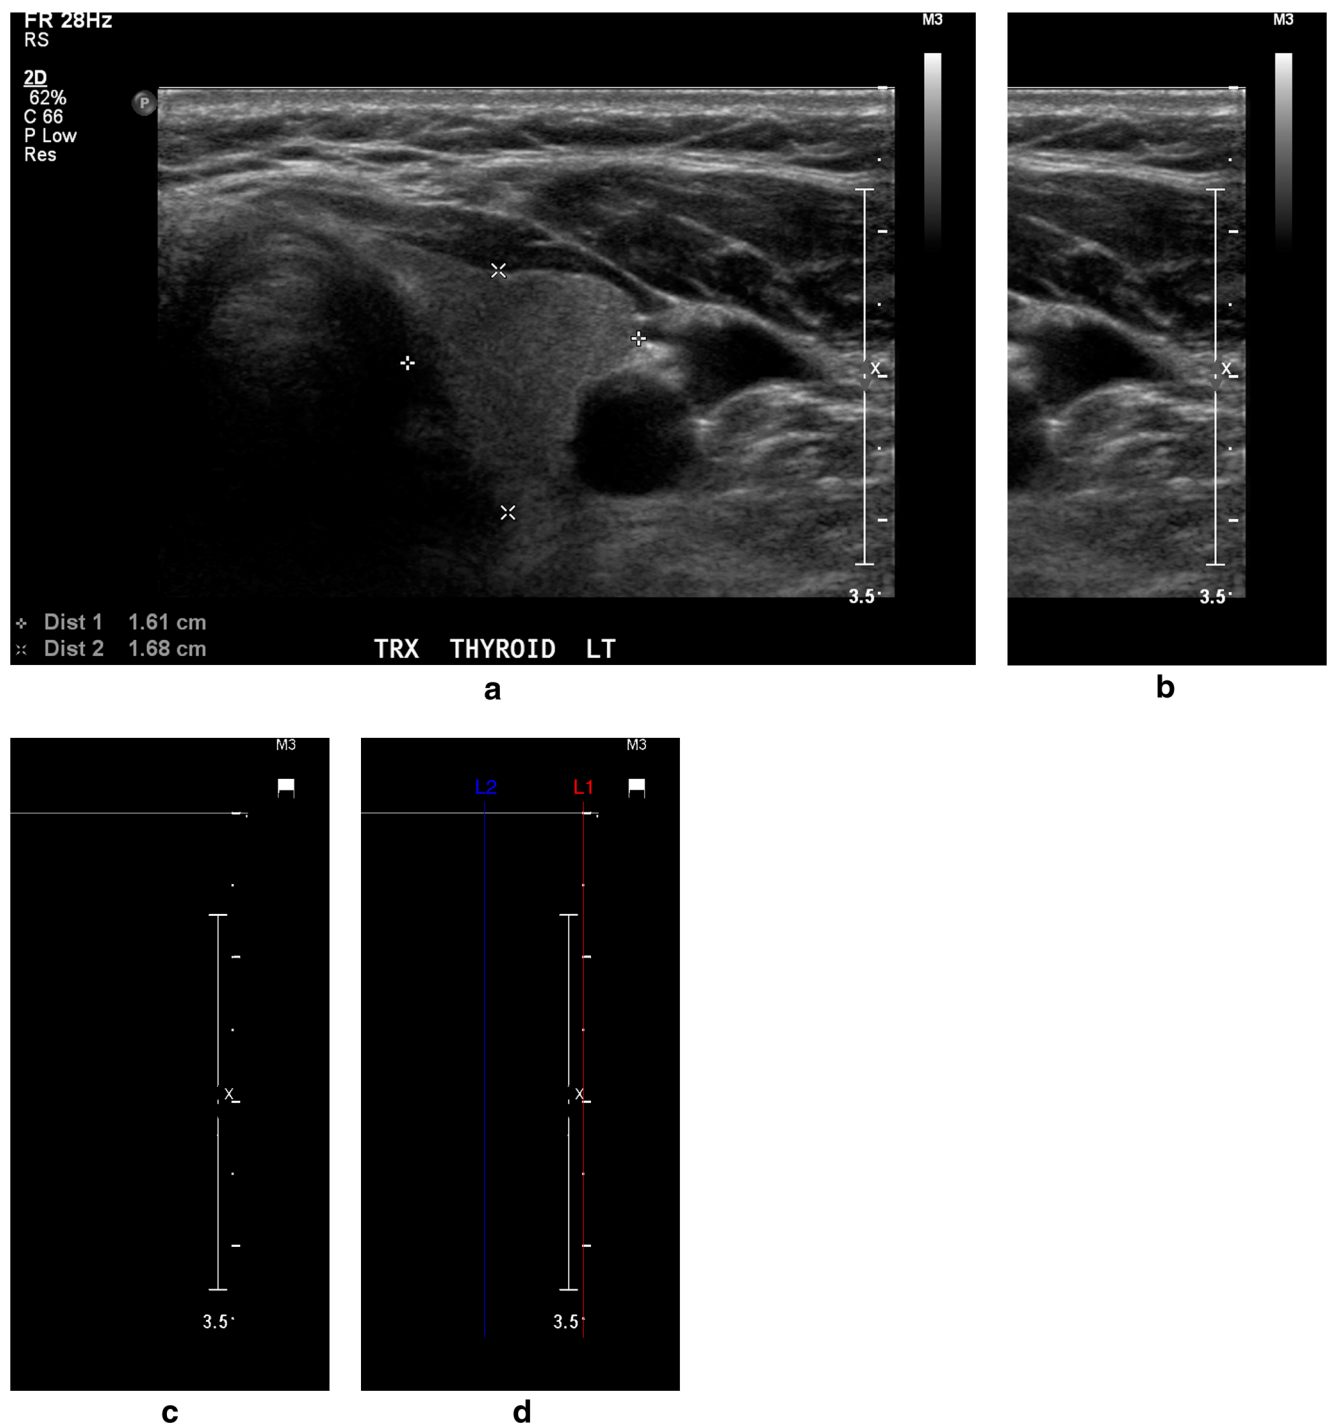 FR 28Hz
RS
2D
62%
C 66
P Low
Res
P
M3
X
3.5
Dist 1 1.61 cm
Dist 2 1.68 cm
TRX THYROID LT
a
M3
X
3.5
b
M3
X
3.5
c
M3
L2 L1
X
3.5
d